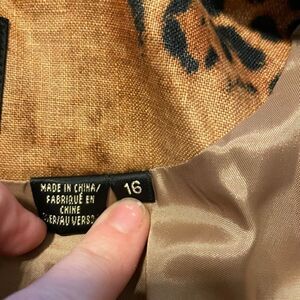 MADE IN CHINA/
FABRIQUÉ EN
CHINE
/AU VERSO
16